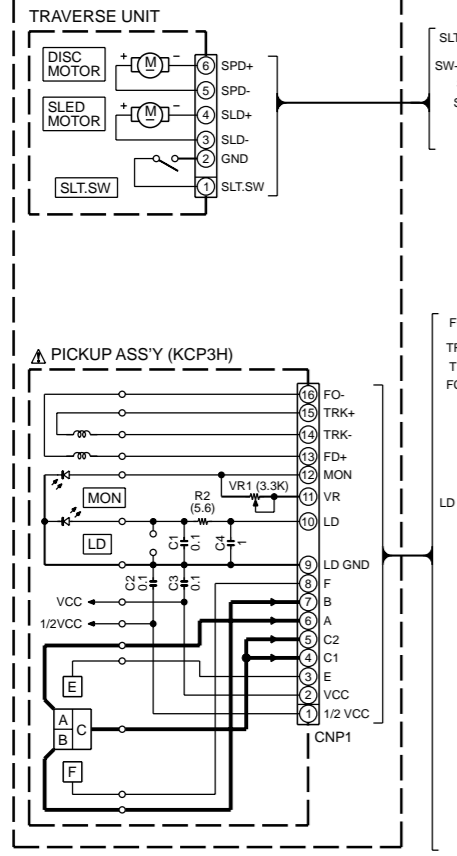 TRAVERSE UNIT
DISC
MOTOR
+ M -
6 SPD+
5 SPD-
SLED
MOTOR
+ M -
4 SLD+
3 SLD-
2 GND
SLT.SW
1 SLT.SW
SLT
SW-
S
PICKUP ASS'Y (KCP3H)
16 FO-
15 TRK+
14 TRK-
13 FD+
12 MON
MON
VR1 (3.3K)
11 VR
R2
(5.6)
10 LD
LD
C1
0.1
C4
1
9 LD GND
C2
0.1
C3
0.1
8 F
VCC
7 B
1/2VCC
6 A
5 C2
4 C1
E
3 E
2 VCC
A
B
C
1 1/2 VCC
CNP1
F
F
TR
T
FO
LD